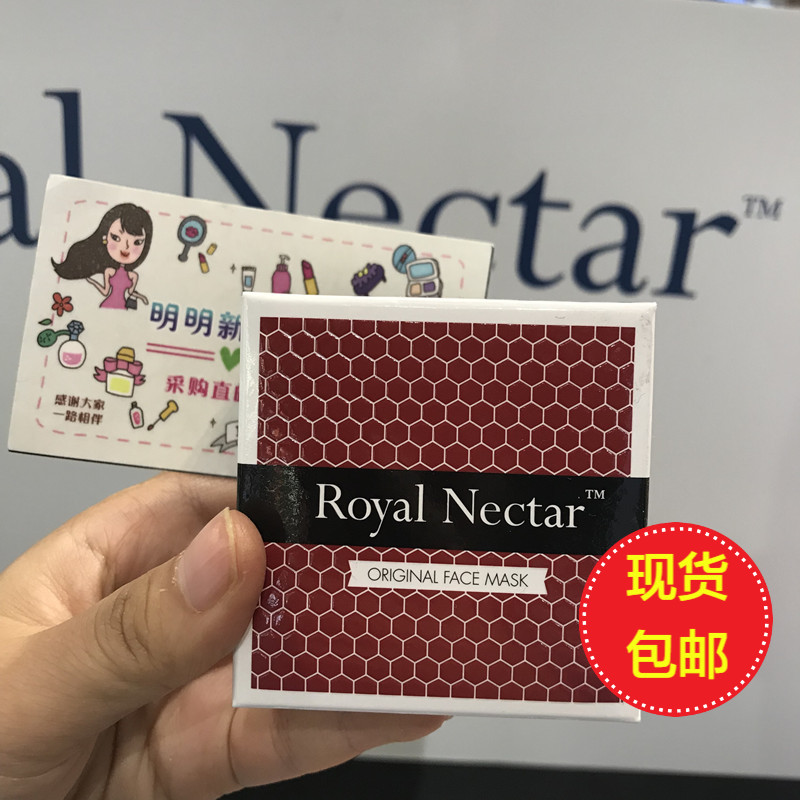 al Nectar™
明明新
采购直
感谢大家
一路相伴
Royal Nectar™
ORIGINAL FACE MASK
现货
包邮